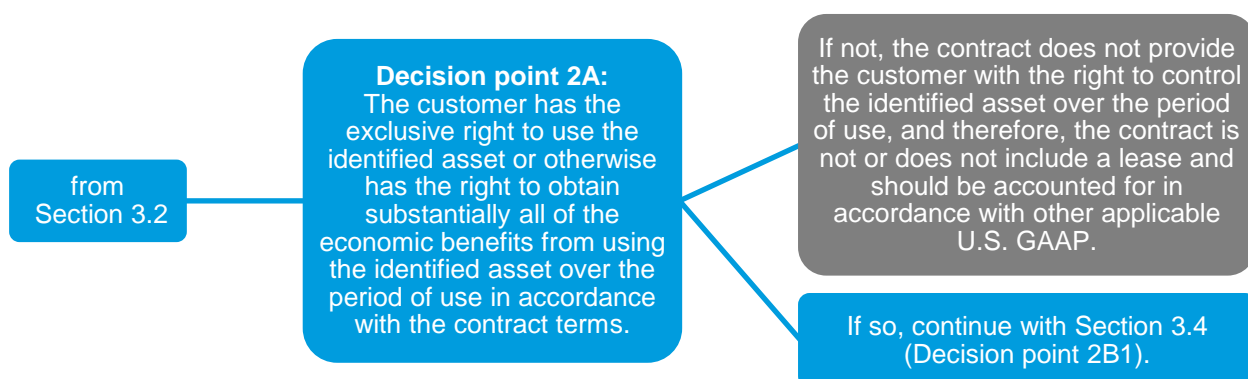 from
Section 3.2
Decision point 2A:
The customer has the
exclusive right to use the
identified asset or otherwise
has the right to obtain
substantially all of the
economic benefits from using
the identified asset over the
period of use in accordance
with the contract terms.
If not, the contract does not provide
the customer with the right to control
the identified asset over the period
of use, and therefore, the contract is
not or does not include a lease and
should be accounted for in
accordance with other applicable
U.S. GAAP.
If so, continue with Section 3.4
(Decision point 2B1).